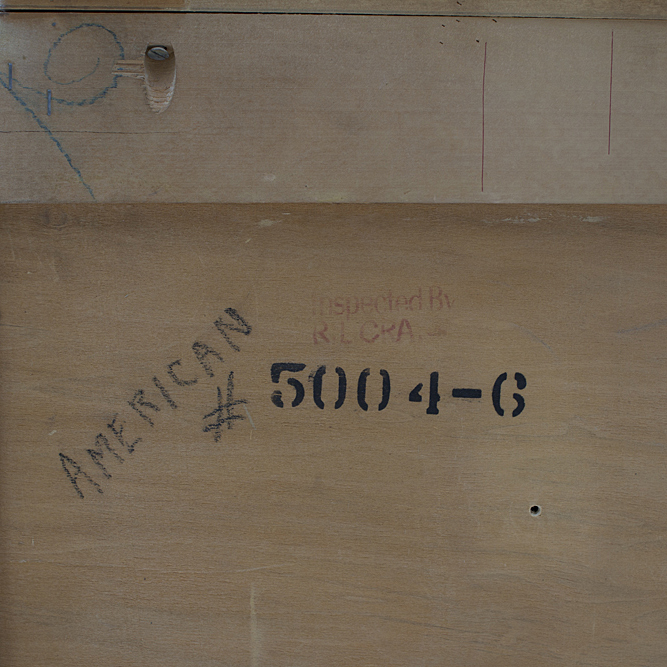 Inspected By
AMERICAN
# 5004-6